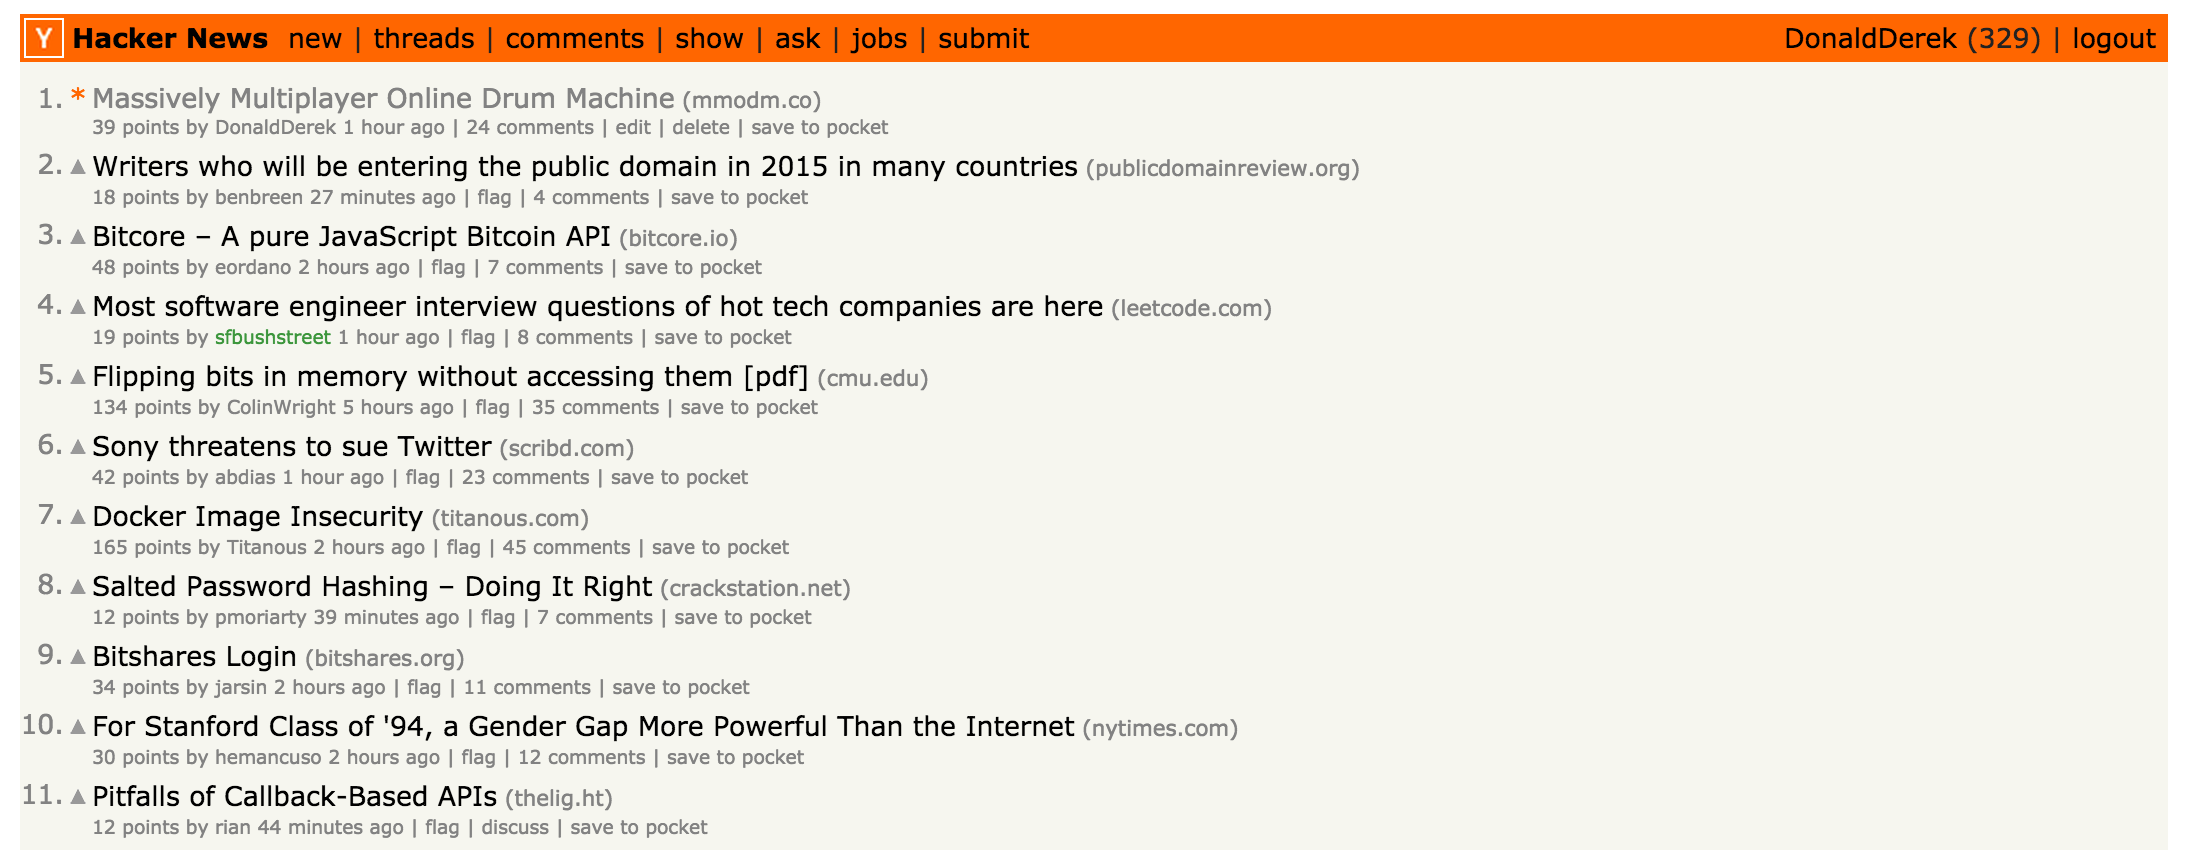 Y Hacker News new | threads | comments | show | ask | jobs | submit DonaldDerek (329) | logout
1. * Massively Multiplayer Online Drum Machine (mmodm.co)
39 points by DonaldDerek 1 hour ago | 24 comments | edit | delete | save to pocket
2. ▲ Writers who will be entering the public domain in 2015 in many countries (publicdomainreview.org)
18 points by benbreen 27 minutes ago | flag | 4 comments | save to pocket
3. ▲ Bitcore – A pure JavaScript Bitcoin API (bitcore.io)
48 points by eordano 2 hours ago | flag | 7 comments | save to pocket
4. ▲ Most software engineer interview questions of hot tech companies are here (leetcode.com)
19 points by sfbushstreet 1 hour ago | flag | 8 comments | save to pocket
5. ▲ Flipping bits in memory without accessing them [pdf] (cmu.edu)
134 points by ColinWright 5 hours ago | flag | 35 comments | save to pocket
6. ▲ Sony threatens to sue Twitter (scribd.com)
42 points by abdias 1 hour ago | flag | 23 comments | save to pocket
7. ▲ Docker Image Insecurity (titanous.com)
165 points by Titanous 2 hours ago | flag | 45 comments | save to pocket
8. ▲ Salted Password Hashing – Doing It Right (crackstation.net)
12 points by pmoriarty 39 minutes ago | flag | 7 comments | save to pocket
9. ▲ Bitshares Login (bitshares.org)
34 points by jarsin 2 hours ago | flag | 11 comments | save to pocket
10. ▲ For Stanford Class of '94, a Gender Gap More Powerful Than the Internet (nytimes.com)
30 points by hemancuso 2 hours ago | flag | 12 comments | save to pocket
11. ▲ Pitfalls of Callback-Based APIs (thelig.ht)
12 points by rian 44 minutes ago | flag | discuss | save to pocket